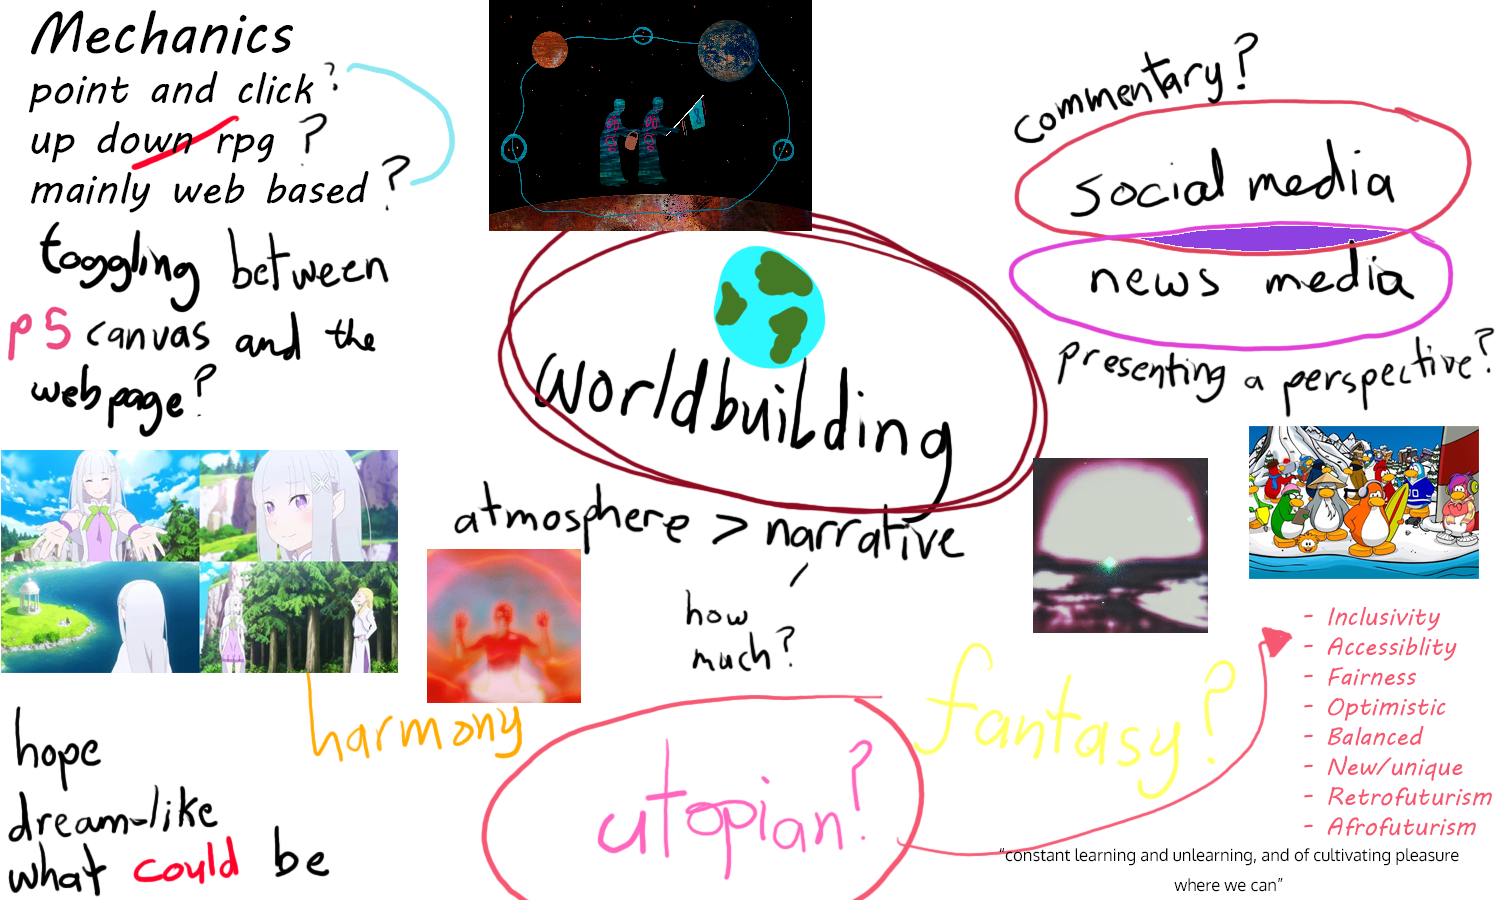 Mechanics
point and click?
up down rpg ?
mainly web based ?
toggling between
p5 canvas and the
webpage?
commentary?
social media
news media
presenting a perspective?
worldbuilding
atmosphere > narrative
how
much?
harmony
hope
dream-like
what could be
utopian?
fantasy?
- Inclusivity
- Accessiblity
- Fairness
- Optimistic
- Balanced
- New/unique
- Retrofuturism
- Afrofuturism
"constant learning and unlearning, and of cultivating pleasure
where we can"